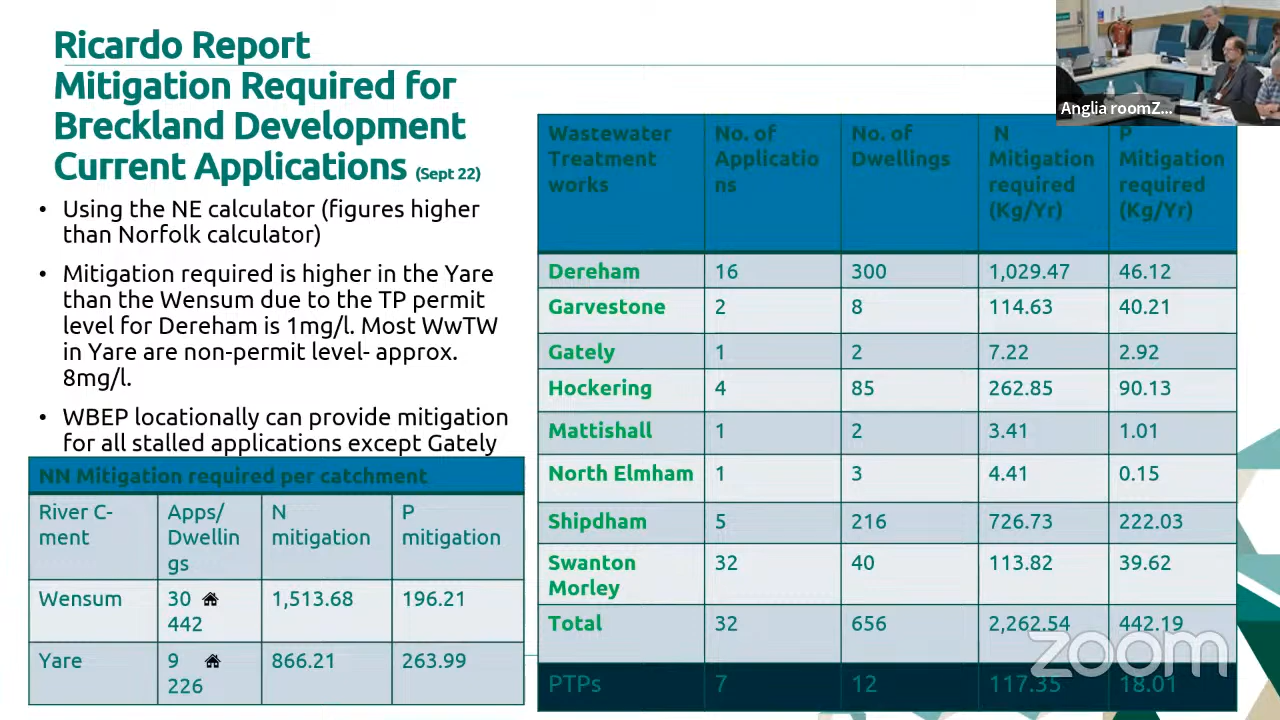 Ricardo Report
Mitigation Required for
Breckland Development
Current Applications (Sept 22)
• Using the NE calculator (figures higher
than Norfolk calculator)
• Mitigation required is higher in the Yare
than the Wensum due to the TP permit
level for Dereham is 1mg/l. Most WwTW
in Yare are non-permit level- approx.
8mg/l.
• WBEP locationally can provide mitigation
for all stalled applications except Gately
NN Mitigation required per catchment
River C-
ment
Apps/
Dwellin
gs
N
mitigation
P
mitigation
Wensum
30
442
1,513.68
196.21
Yare
9
226
866.21
263.99
Anglia roomZ...
Wastewater
Treatment
works
No. of
Applicatio
ns
No. of
Dwellings
N
Mitigation
required
(Kg/Yr)
P
Mitigation
required
(Kg/Yr)
Dereham 16 300 1,029.47 46.12
Garvestone 2 8 114.63 40.21
Gately 1 2 7.22 2.92
Hockering 4 85 262.85 90.13
Mattishall 1 2 3.41 1.01
North Elmham 1 3 4.41 0.15
Shipdham 5 216 726.73 222.03
Swanton
Morley
32 40 113.82 39.62
Total 32 656 2,262.54 442.19
PTPs 7 12 117.35 18.01
zoom